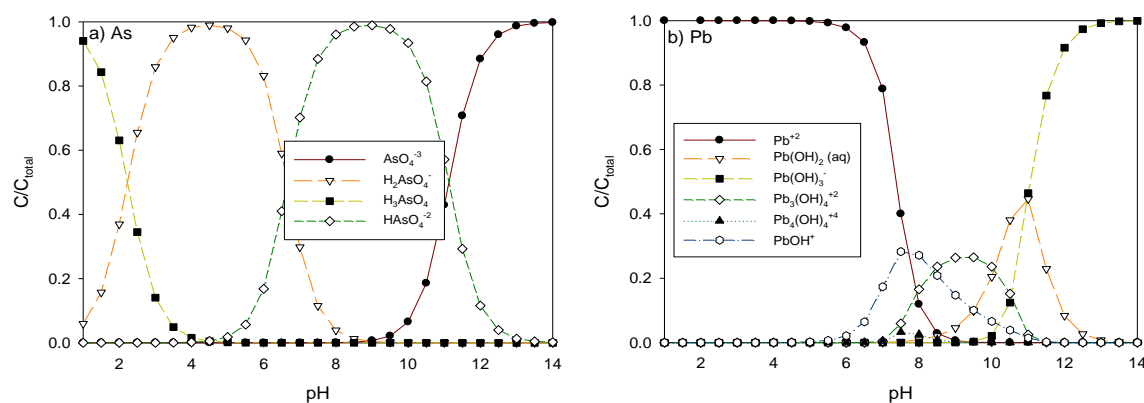 a) As
1.0
0.8
0.6
0.4
0.2
0.0
C/C_total
2 4 6 8 10 12 14
pH
AsO₄⁻³
H₂AsO₄⁻
H₃AsO₄
HAsO₄⁻²
b) Pb
1.0
0.8
0.6
0.4
0.2
0.0
C/C_total
2 4 6 8 10 12 14
pH
Pb⁺²
Pb(OH)₂ (aq)
Pb(OH)₃⁻
Pb₃(OH)₄⁺²
Pb₄(OH)₄⁺⁴
PbOH⁺